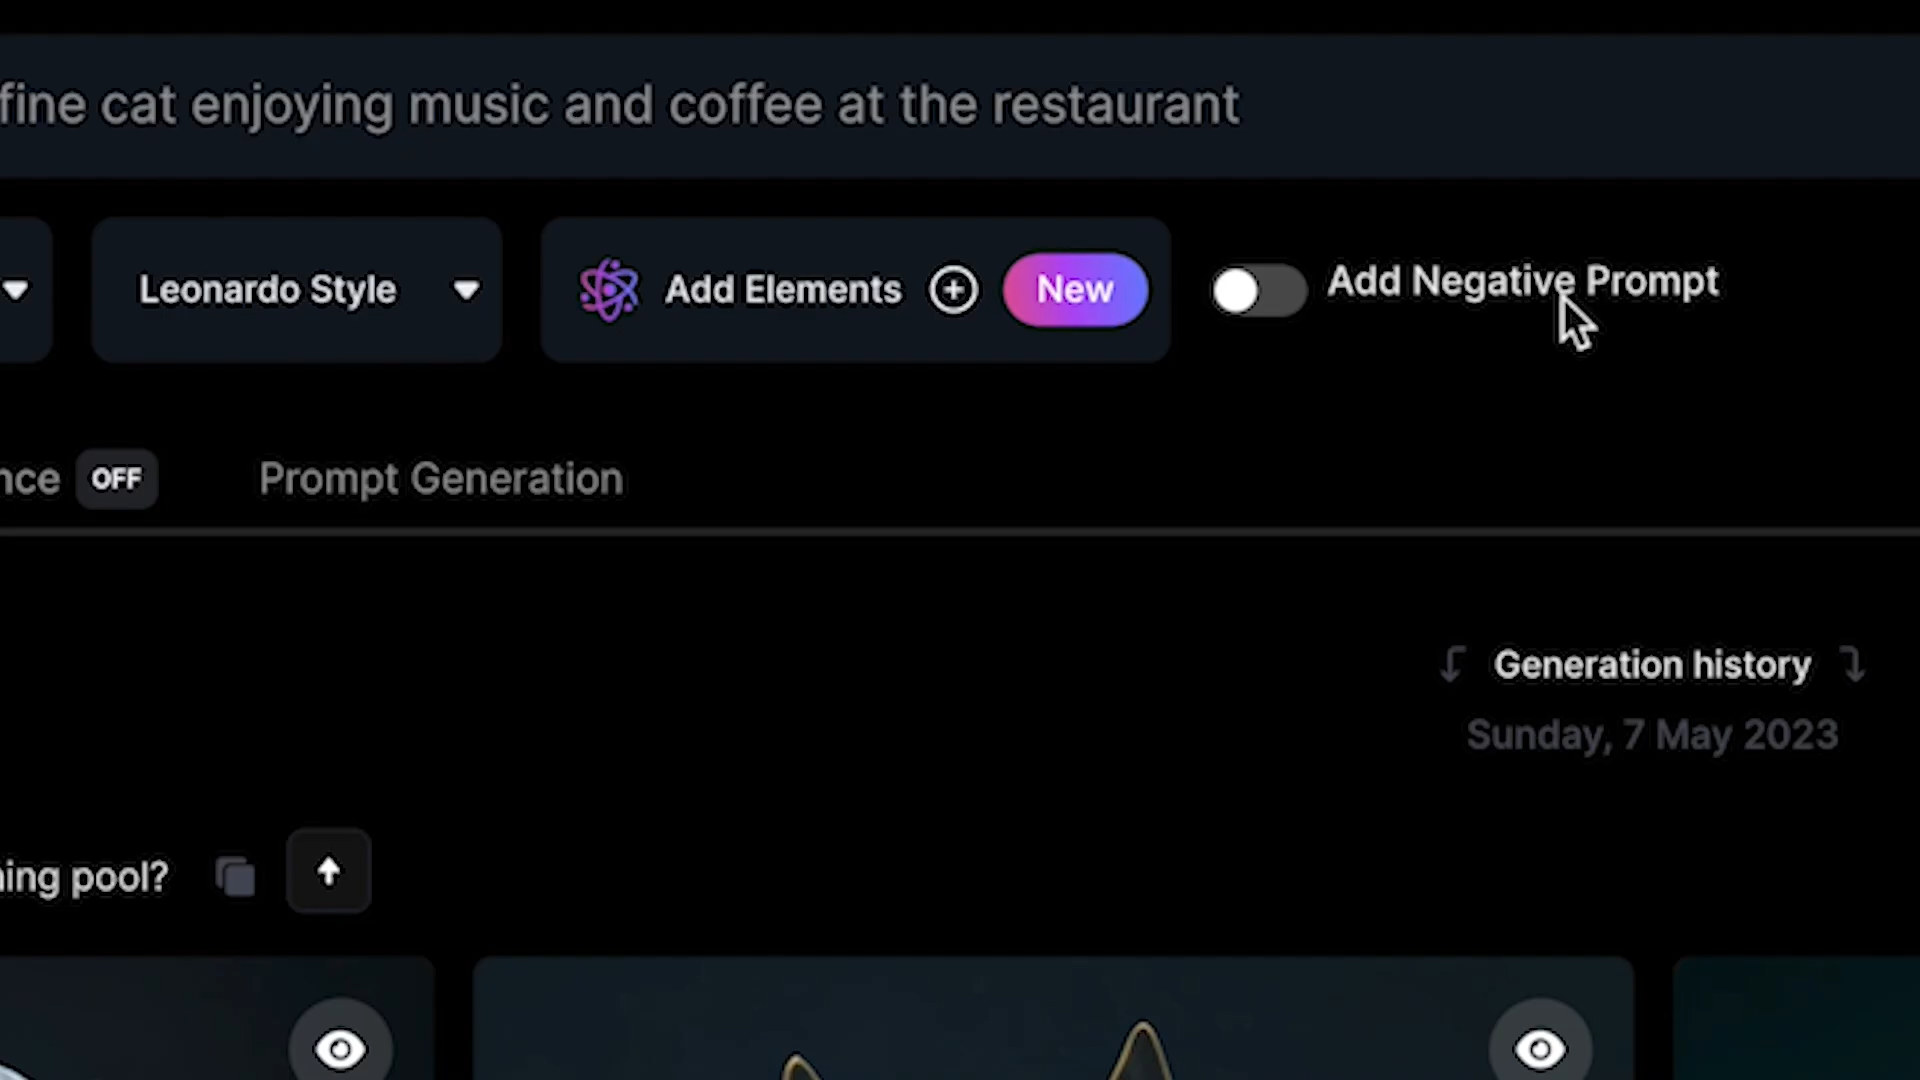 fine cat enjoying music and coffee at the restaurant
Leonardo Style
Add Elements
New
Add Negative Prompt
nce
OFF
Prompt Generation
Generation history
Sunday, 7 May 2023
ning pool?